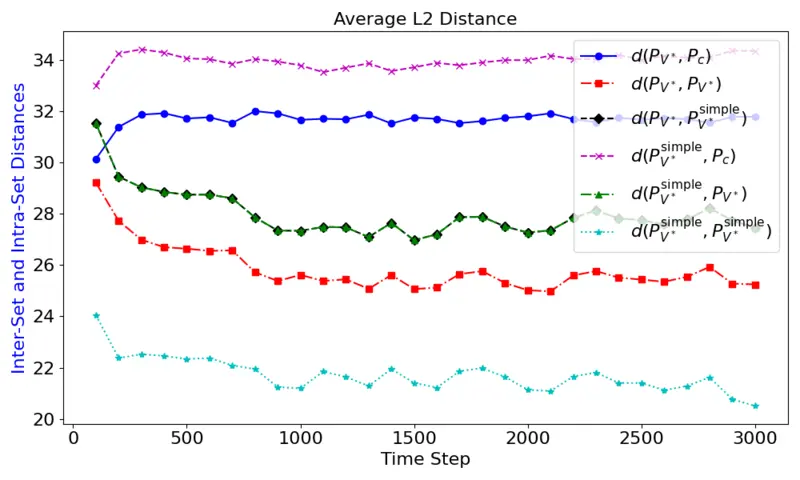 Average L2 Distance
Inter-Set and Intra-Set Distances
34
32
30
28
26
24
22
20
d(P_{V*}, P_c)
d(P_{V*}, P_{V*})
d(P_{V*}, P_{V*}^{simple})
d(P_{V*}^{simple}, P_c)
d(P_{V*}^{simple}, P_{V*})
d(P_{V*}^{simple}, P_{V*}^{simple})
0 500 1000 1500 2000 2500 3000
Time Step